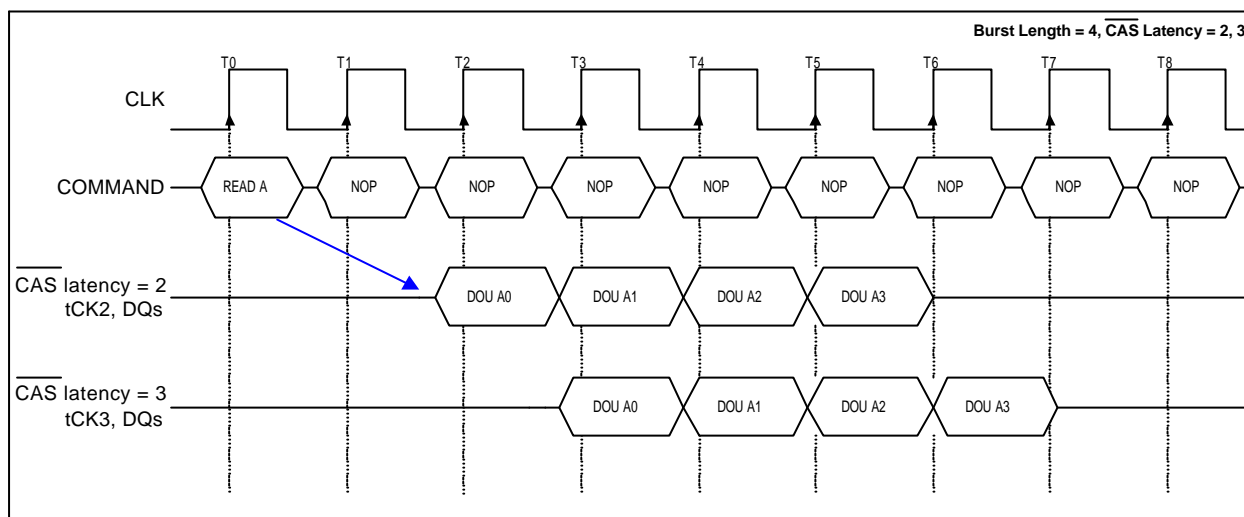 Burst Length = 4, CAS Latency = 2, 3
T0 T1 T2 T3 T4 T5 T6 T7 T8
CLK
COMMAND READ A NOP NOP NOP NOP NOP NOP NOP NOP
CAS latency = 2
tCK2, DQs
DOU A0 DOU A1 DOU A2 DOU A3
CAS latency = 3
tCK3, DQs
DOU A0 DOU A1 DOU A2 DOU A3